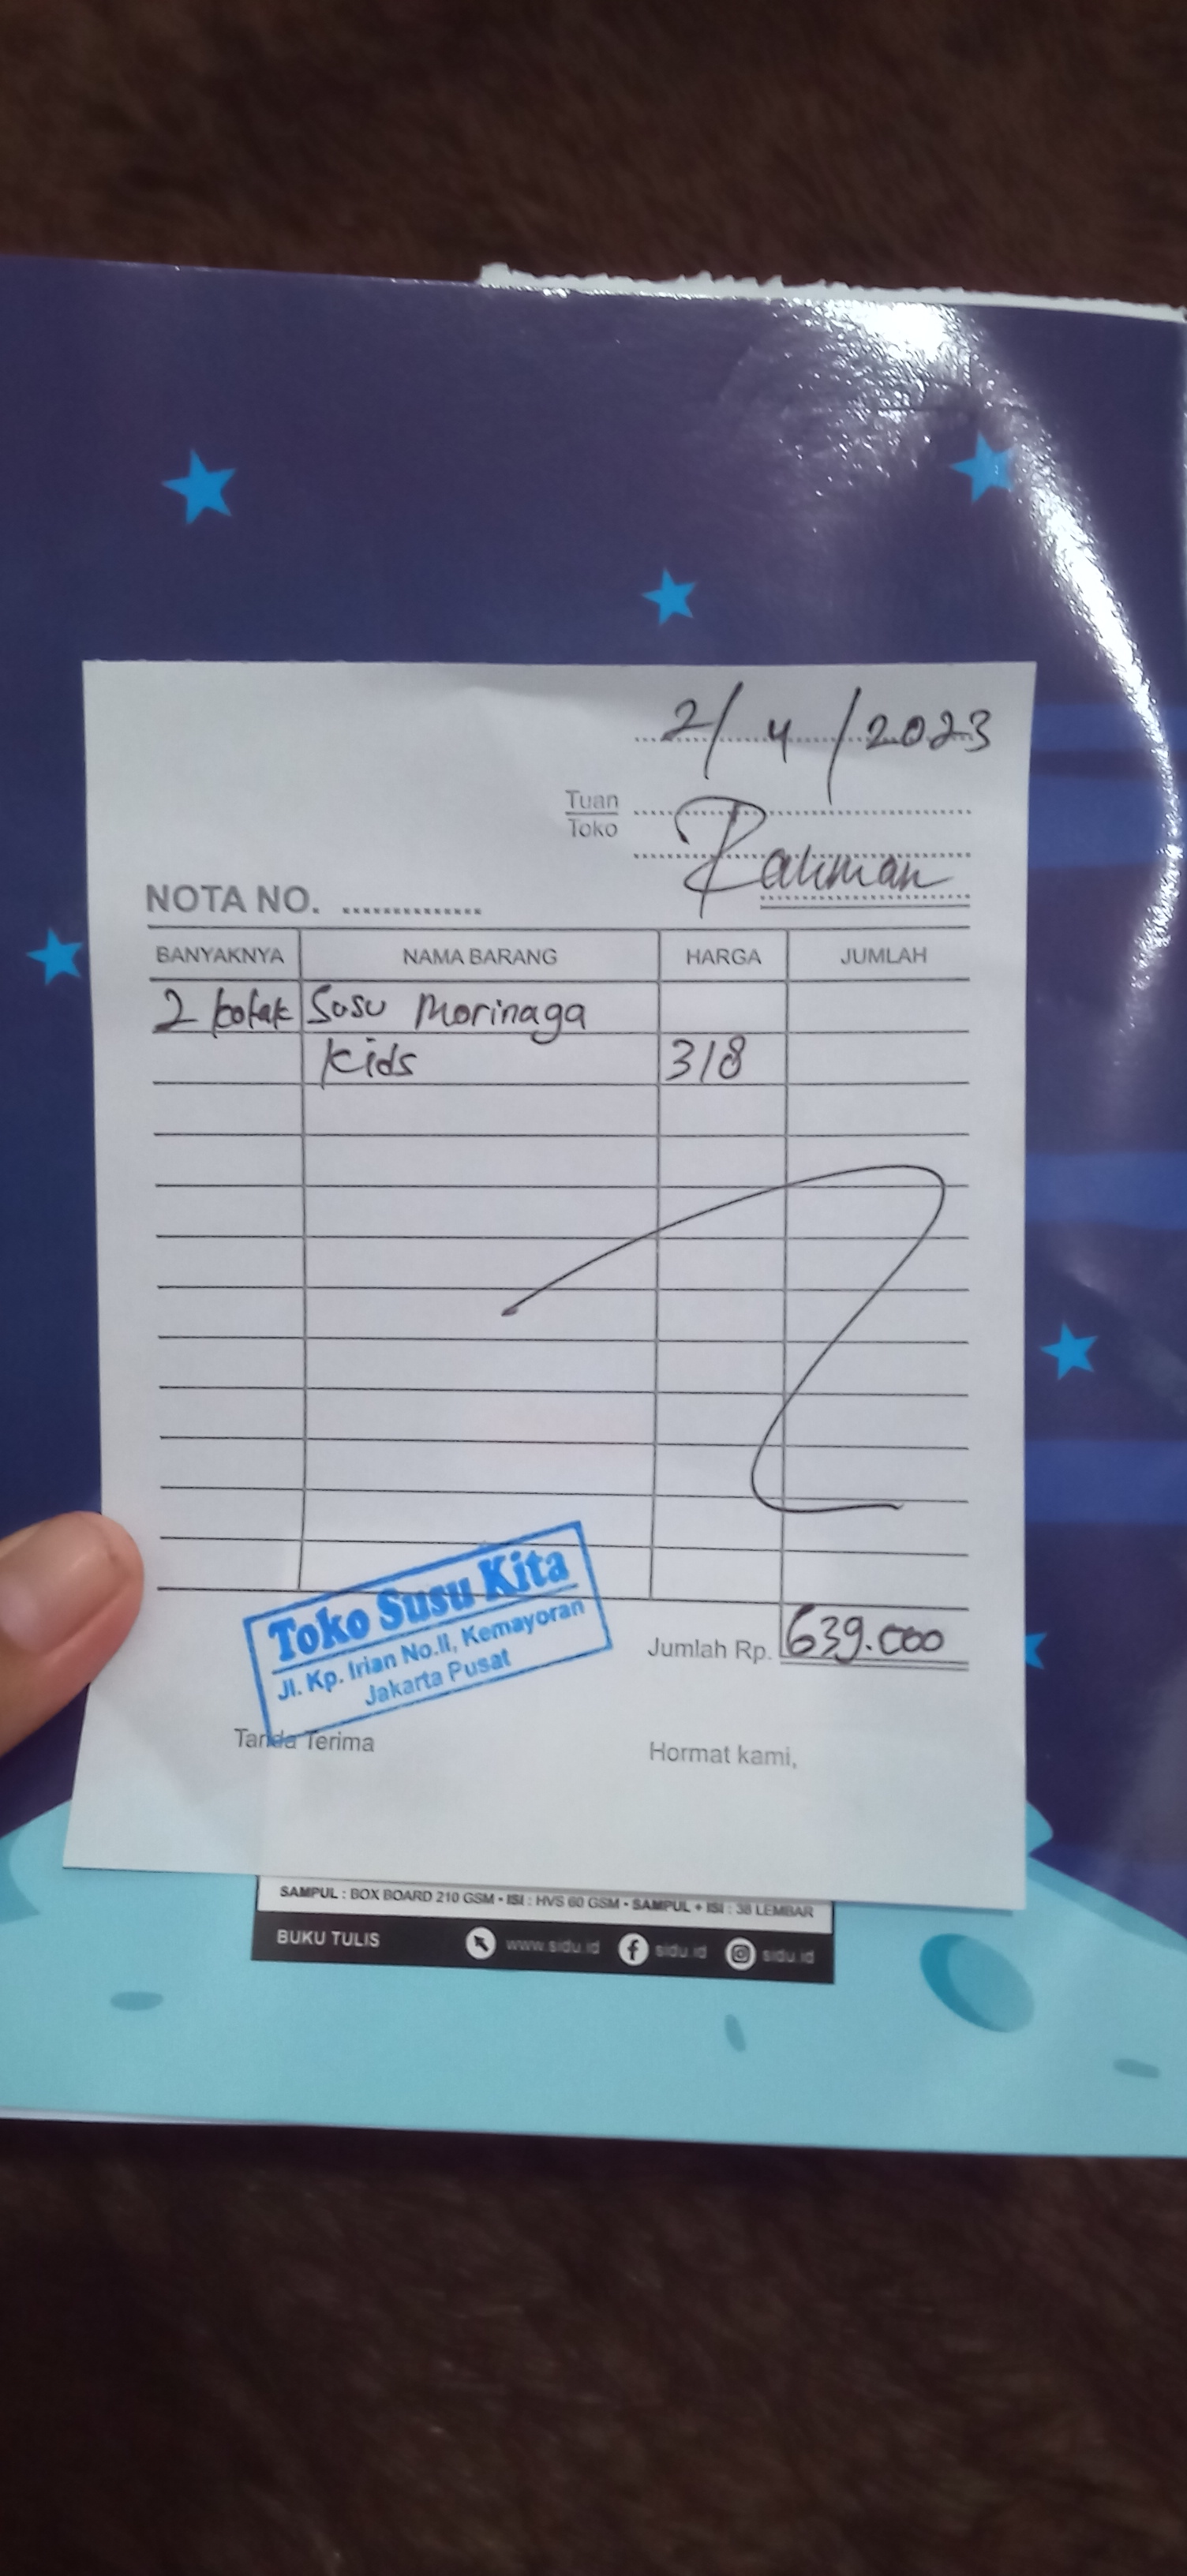 2/4/2023
Tuan
Toko
Rahman
NOTA NO. ...............
BANYAKNYA NAMA BARANG HARGA JUMLAH
2 kotak Susu Morinaga
Kids 318
Jumlah Rp. 639.000
Toko Susu Kita
Jl. Kp. Irian No.II, Kemayoran
Jakarta Pusat
Tanda Terima Hormat kami,
SAMPUL : BOX BOARD 210 GSM • ISI : HVS 60 GSM • SAMPUL + ISI : 38 LEMBAR
BUKU TULIS www.sidu.id sidu.id sidu.id